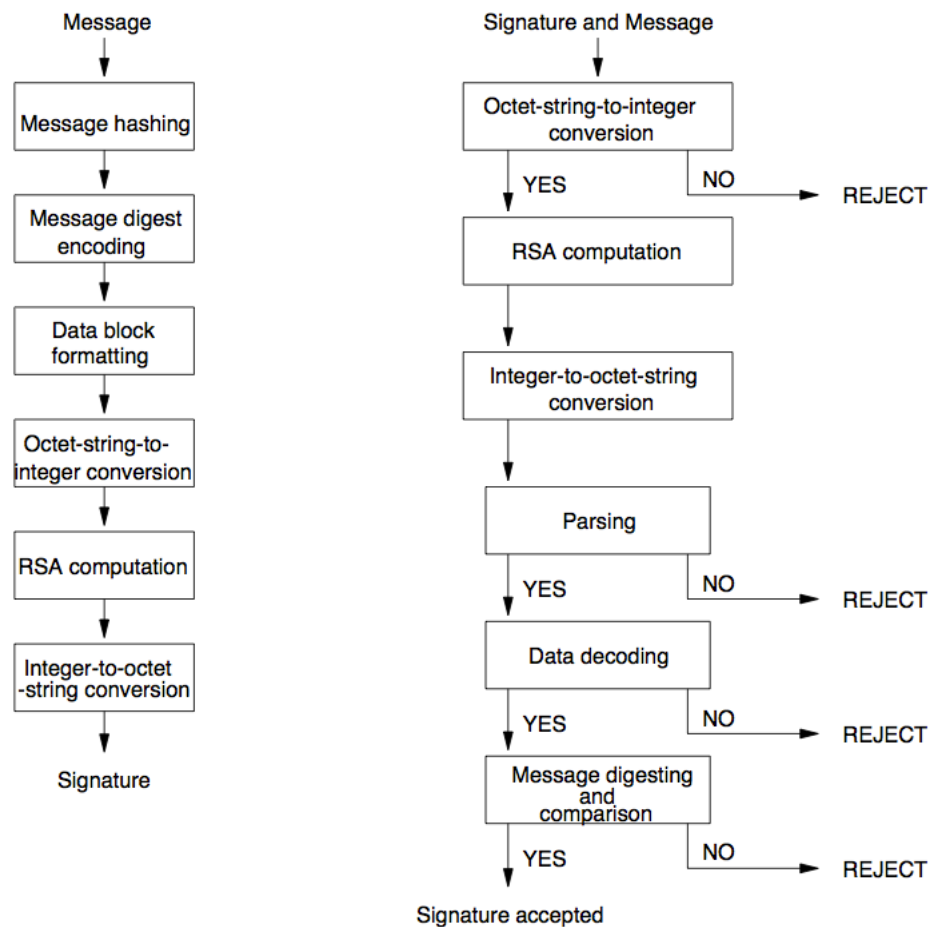 Message
Message hashing
Message digest
encoding
Data block
formatting
Octet-string-to-
integer conversion
RSA computation
Integer-to-octet
-string conversion
Signature
Signature and Message
Octet-string-to-integer
conversion
YES
NO
REJECT
RSA computation
Integer-to-octet-string
conversion
Parsing
YES
NO
REJECT
Data decoding
YES
NO
REJECT
Message digesting
and
comparison
YES
NO
REJECT
Signature accepted